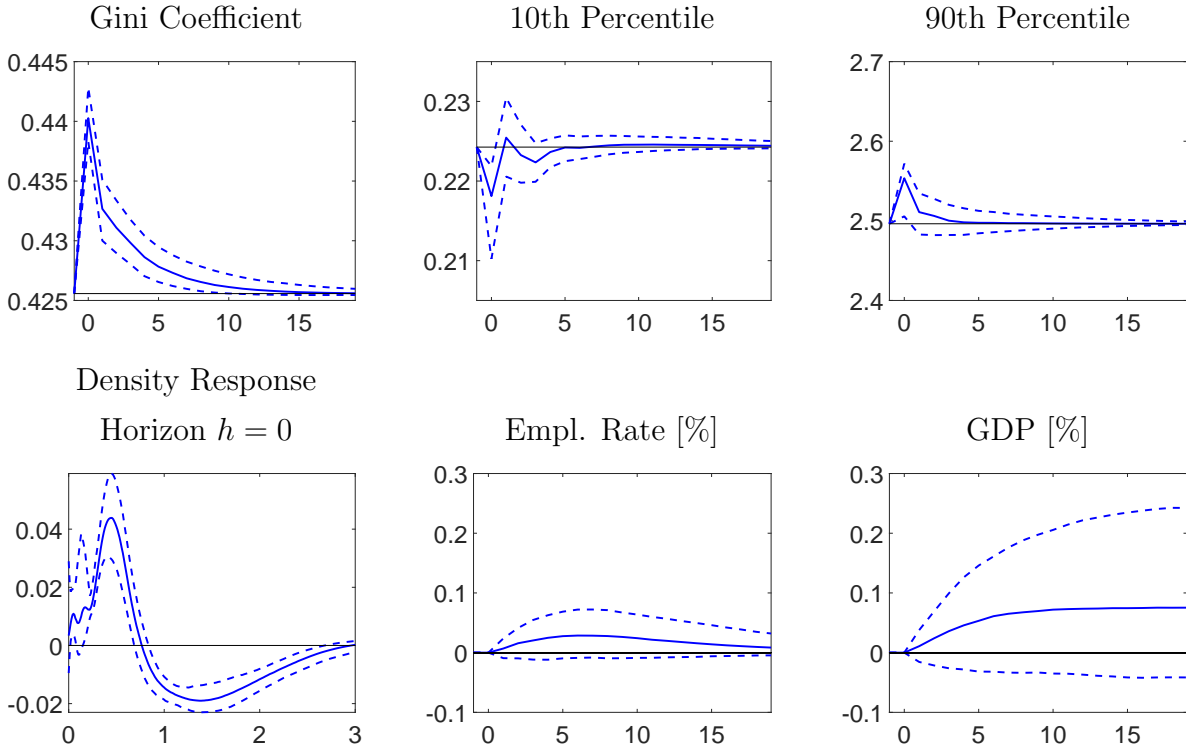 Gini Coefficient
10th Percentile
90th Percentile
0.445
0.44
0.435
0.43
0.425
0 5 10 15
0.23
0.22
0.21
0 5 10 15
2.7
2.6
2.5
2.4
0 5 10 15
Density Response
Horizon h = 0
Empl. Rate [%]
GDP [%]
0.04
0.02
0
-0.02
0 1 2 3
0.3
0.2
0.1
0
-0.1
0 5 10 15
0.3
0.2
0.1
0
-0.1
0 5 10 15